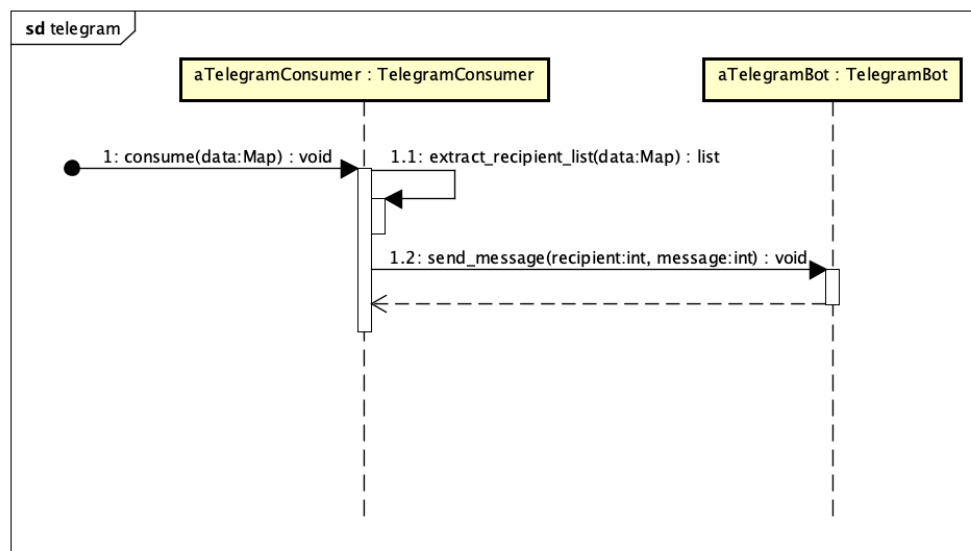 sd telegram
aTelegramConsumer : TelegramConsumer
aTelegramBot : TelegramBot
1: consume(data:Map) : void
1.1: extract_recipient_list(data:Map) : list
1.2: send_message(recipient:int, message:int) : void